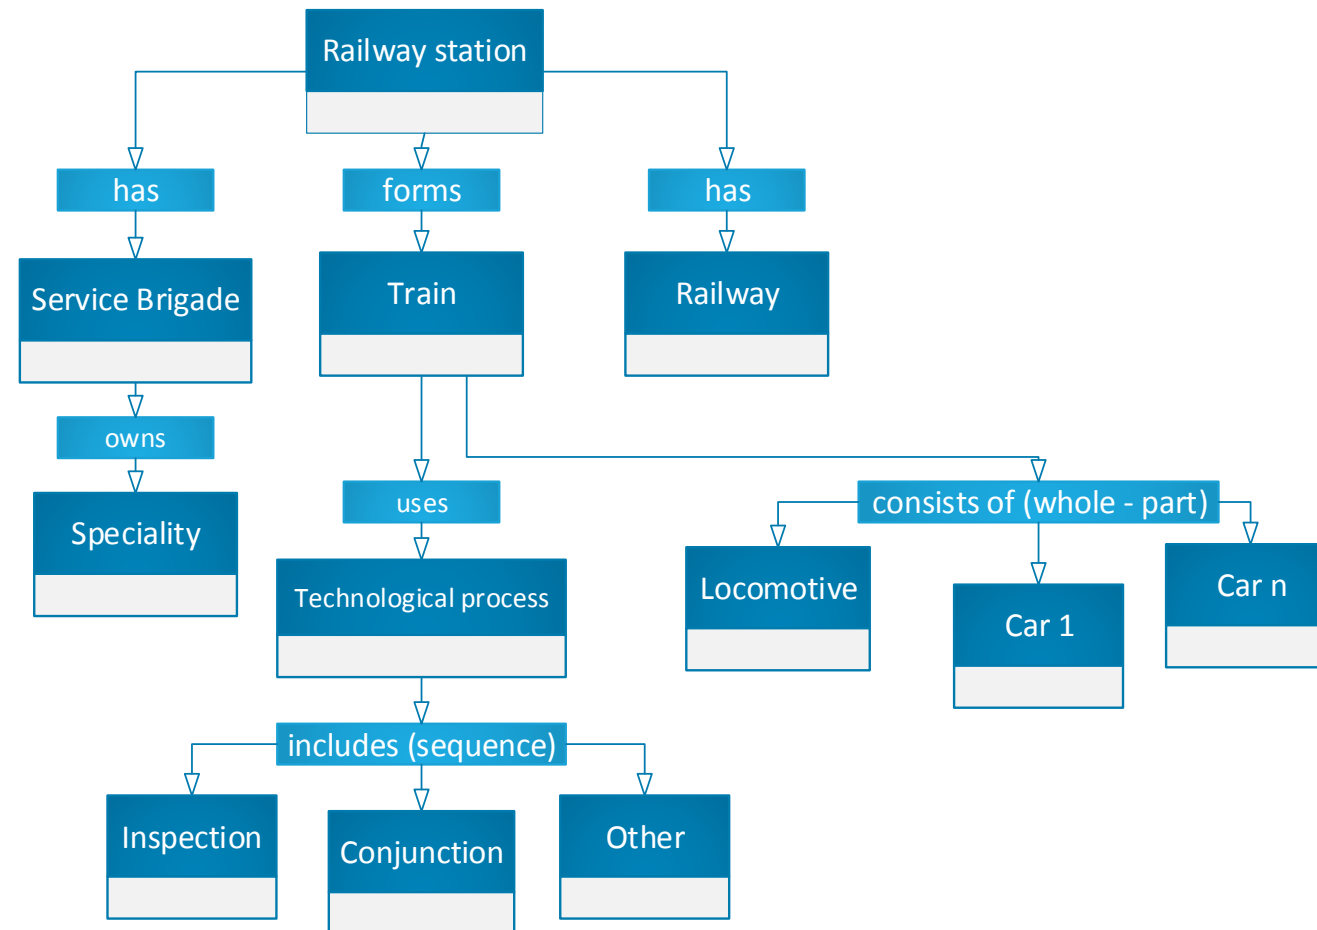 Railway station
has
forms
has
Service Brigade
Train
Railway
owns
uses
consists of (whole - part)
Speciality
Technological process
Locomotive
Car 1
Car n
includes (sequence)
Inspection
Conjunction
Other